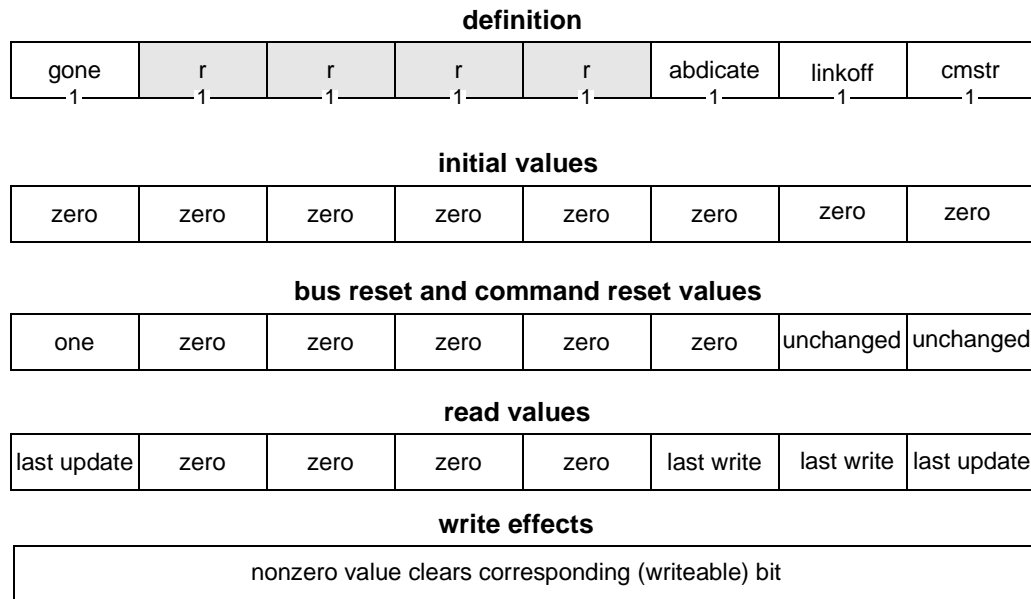 definition
gone r r r r abdicate linkoff cmstr
1 1 1 1 1 1 1 1
initial values
zero zero zero zero zero zero zero zero
bus reset and command reset values
one zero zero zero zero zero unchanged unchanged
read values
last update zero zero zero zero last write last write last update
write effects
nonzero value clears corresponding (writeable) bit